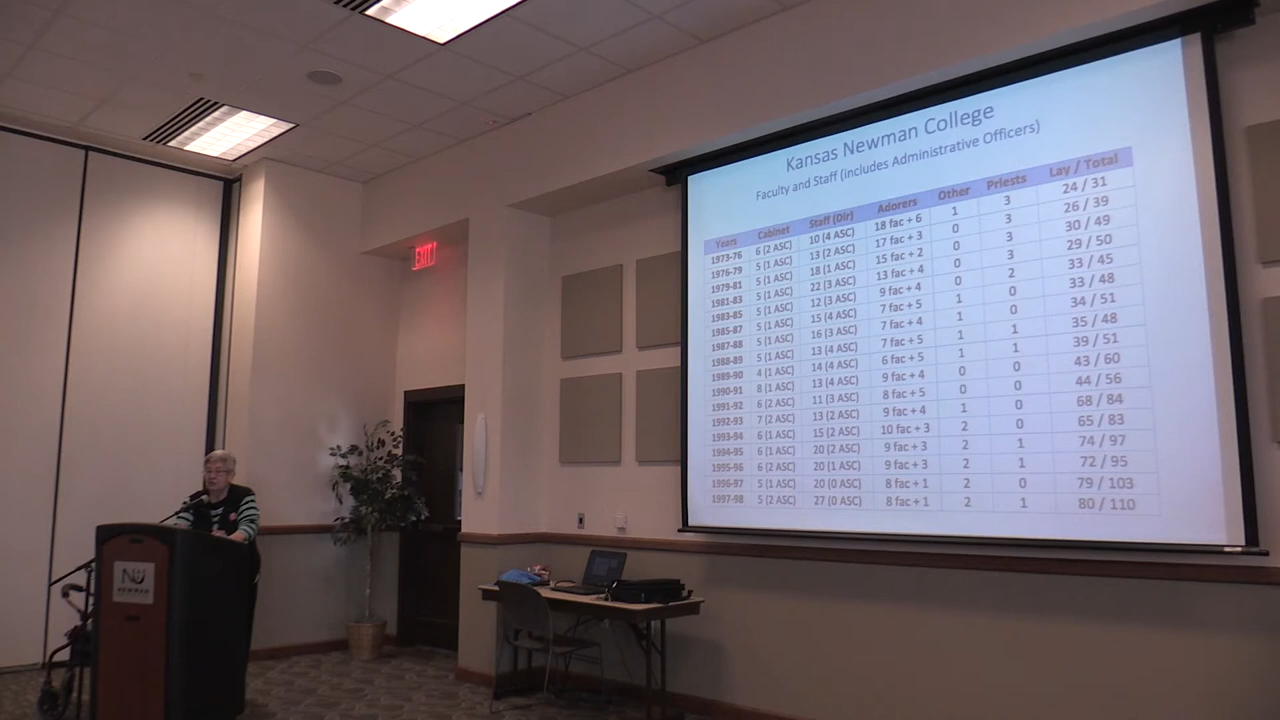 Kansas Newman College
Faculty and Staff (includes Administrative Officers)
Years Cabinet Staff (Dir) Adorers Other Priests Lay / Total
1973-76 6 (2 ASC) 10 (4 ASC) 18 fac + 6 1 3 24 / 31
1976-79 5 (1 ASC) 13 (2 ASC) 17 fac + 3 0 3 26 / 39
1979-81 5 (1 ASC) 18 (1 ASC) 15 fac + 2 0 3 30 / 49
1981-83 5 (1 ASC) 22 (3 ASC) 13 fac + 4 0 3 29 / 50
1983-85 5 (1 ASC) 12 (3 ASC) 9 fac + 4 0 2 33 / 45
1985-87 5 (1 ASC) 15 (4 ASC) 7 fac + 5 1 0 33 / 48
1987-88 5 (1 ASC) 16 (3 ASC) 7 fac + 4 1 0 34 / 51
1988-89 5 (1 ASC) 13 (4 ASC) 7 fac + 5 1 1 35 / 48
1989-90 4 (1 ASC) 14 (4 ASC) 6 fac + 5 1 1 39 / 51
1990-91 8 (1 ASC) 13 (4 ASC) 9 fac + 4 0 0 43 / 60
1991-92 6 (2 ASC) 11 (3 ASC) 8 fac + 5 0 0 44 / 56
1992-93 7 (2 ASC) 13 (2 ASC) 9 fac + 4 1 0 68 / 84
1993-94 6 (1 ASC) 15 (2 ASC) 10 fac + 3 2 0 65 / 83
1994-95 6 (1 ASC) 20 (2 ASC) 9 fac + 3 2 1 74 / 97
1995-96 6 (2 ASC) 20 (1 ASC) 9 fac + 3 2 1 72 / 95
1996-97 5 (1 ASC) 20 (0 ASC) 8 fac + 1 2 0 79 / 103
1997-98 5 (2 ASC) 27 (0 ASC) 8 fac + 1 2 1 80 / 110
EXIT
NU
NEWMAN